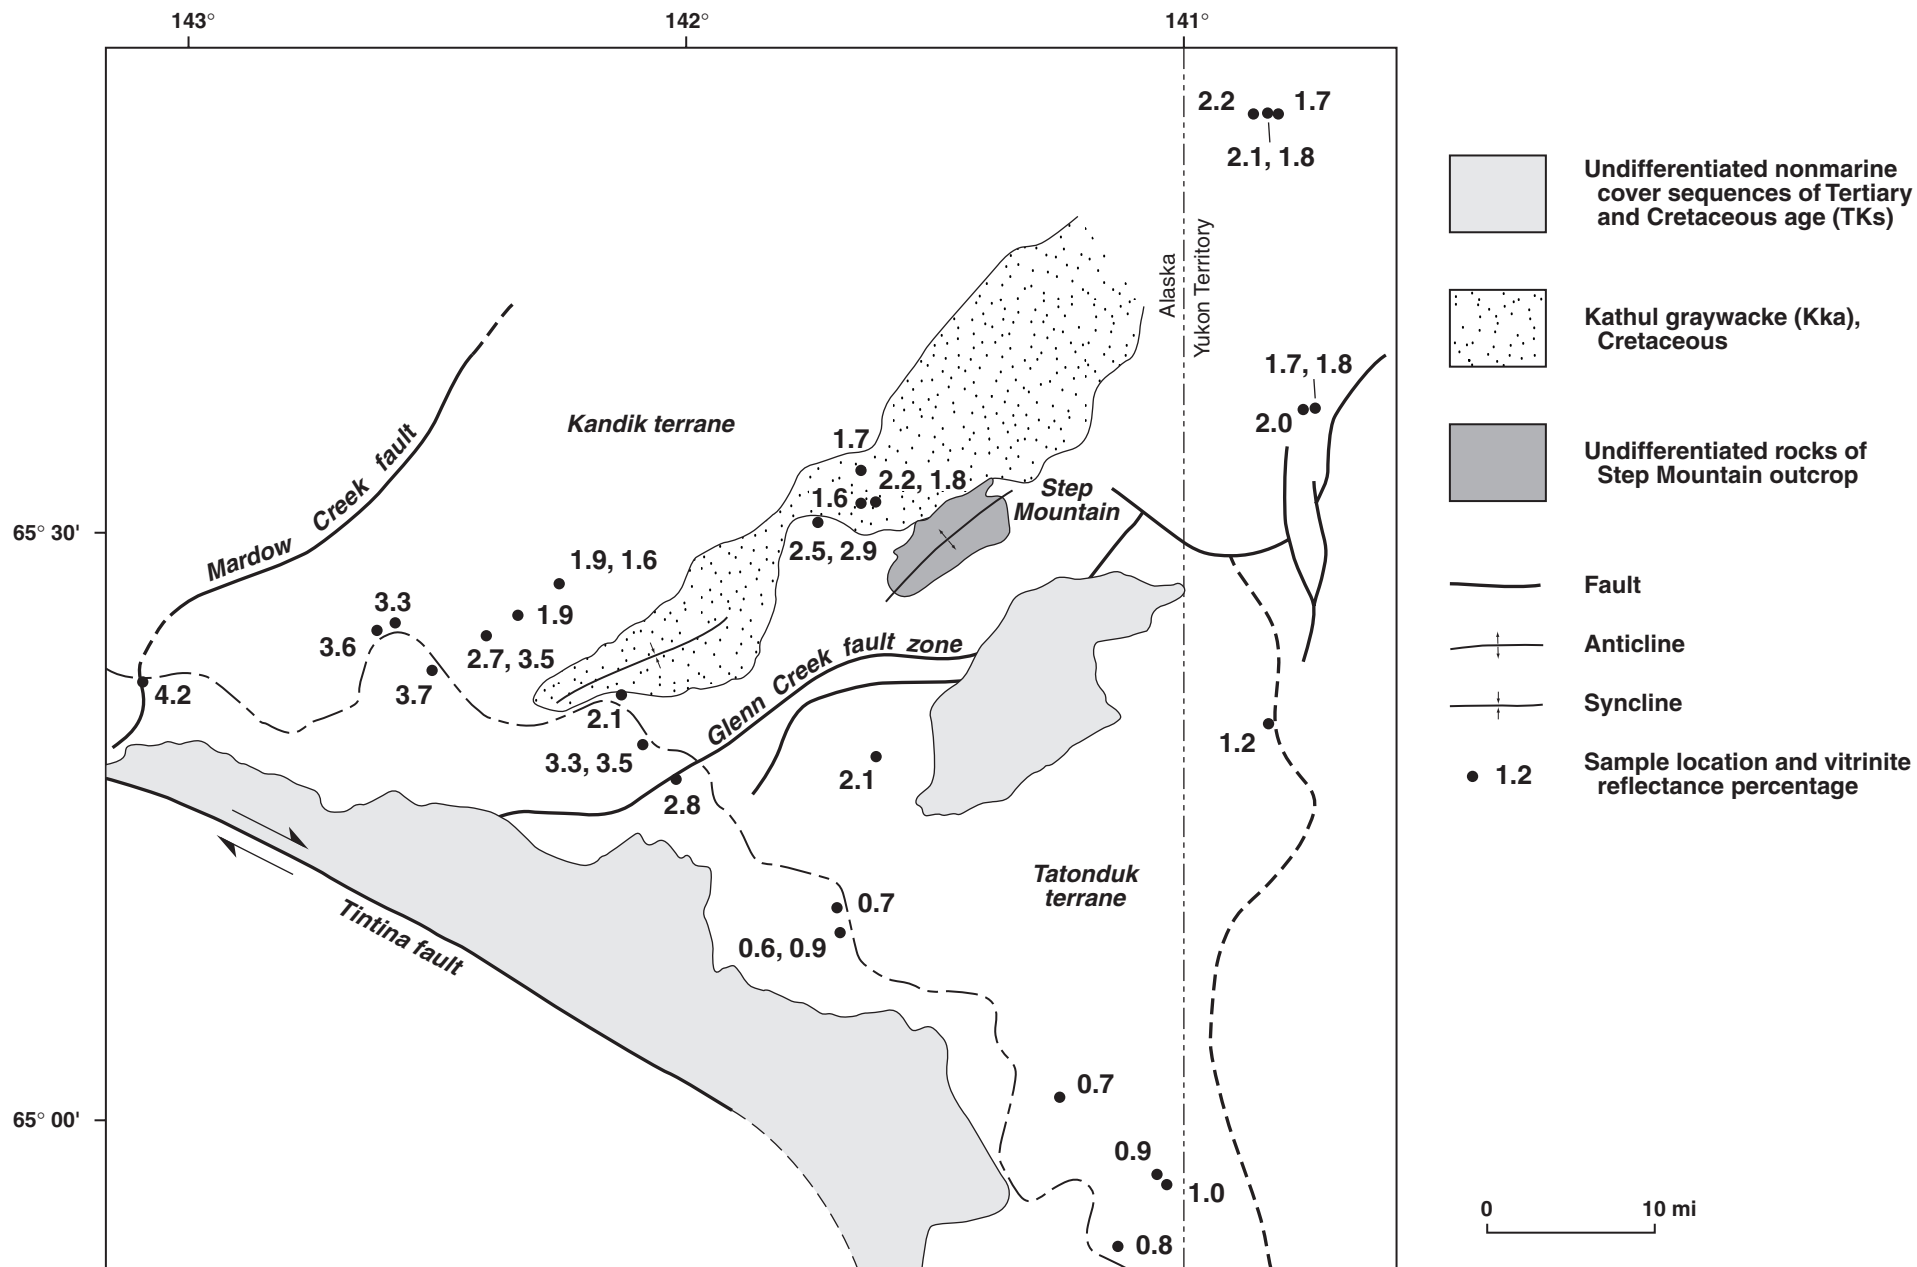 143°
142°
141°
2.2
1.7
2.1, 1.8
Alaska
Yukon Territory
1.7, 1.8
2.0
Kandik terrane
Mardow Creek fault
1.7
2.2, 1.8
1.6
2.5, 2.9
Step
Mountain
65° 30'
1.9, 1.6
1.9
3.3
3.6
2.7, 3.5
3.7
4.2
2.1
3.3, 3.5
2.8
Glenn Creek fault zone
2.1
1.2
Tatonduk
terrane
0.7
0.6, 0.9
Tintina fault
0.7
65° 00'
0.9
1.0
0.8
Undifferentiated nonmarine
cover sequences of Tertiary
and Cretaceous age (TKs)
Kathul graywacke (Kka),
Cretaceous
Undifferentiated rocks of
Step Mountain outcrop
Fault
Anticline
Syncline
1.2
Sample location and vitrinite
reflectance percentage
0
10 mi